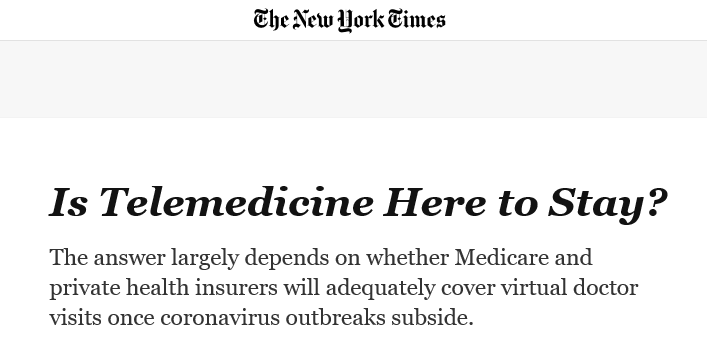 The New York Times
Is Telemedicine Here to Stay?
The answer largely depends on whether Medicare and
private health insurers will adequately cover virtual doctor
visits once coronavirus outbreaks subside.